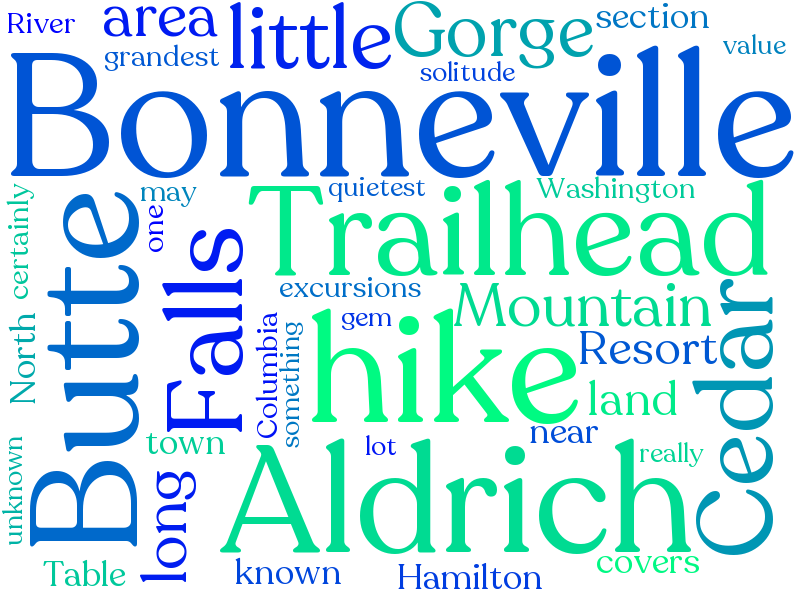 River
area
little
Gorge
section
grandest
solitude
value
Bonneville
certainly
may
one
quietest
Washington
Trailhead
Butte
Falls
excursions
Mountain
gem
North
Columbia
something
hike
Resort
Cedar
land
near
town
lot
really
unknown
long
Aldrich
Table
known
Hamilton
covers